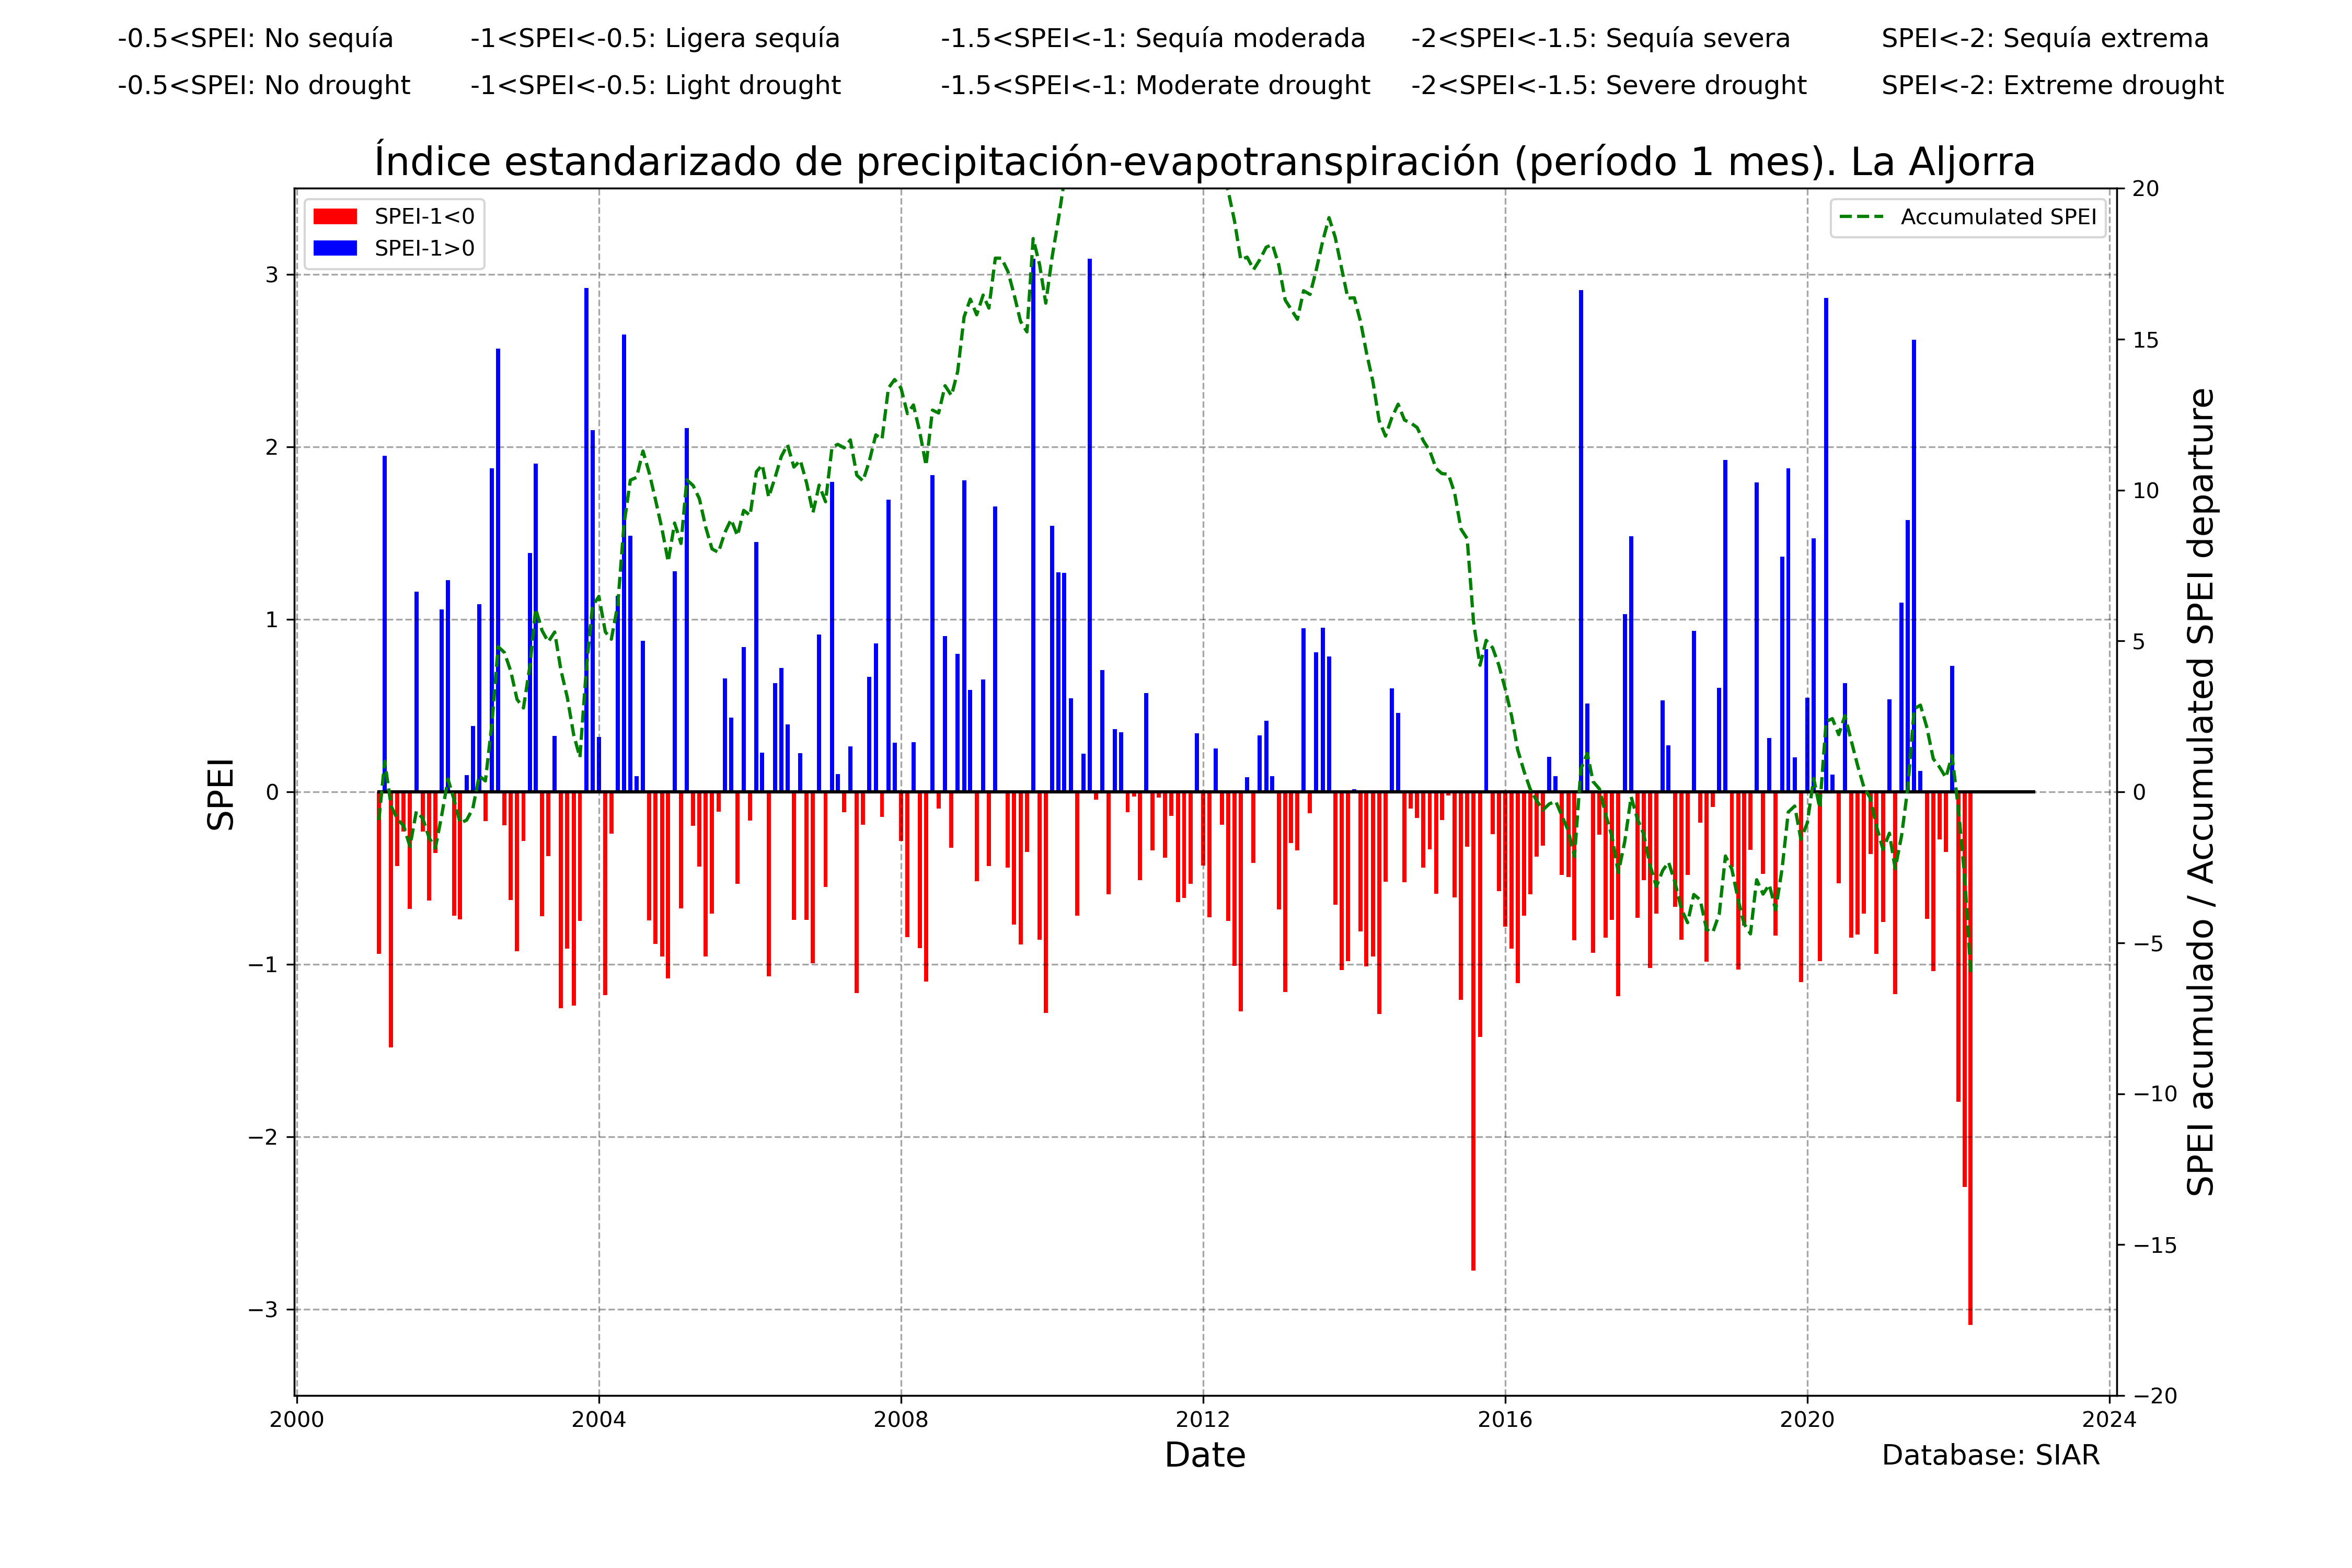 -0.5<SPEI: No sequía -1<SPEI<-0.5: Ligera sequía -1.5<SPEI<-1: Sequía moderada -2<SPEI<-1.5: Sequía severa SPEI<-2: Sequía extrema
-0.5<SPEI: No drought -1<SPEI<-0.5: Light drought -1.5<SPEI<-1: Moderate drought -2<SPEI<-1.5: Severe drought SPEI<-2: Extreme drought
Índice estandarizado de precipitación-evapotranspiración (período 1 mes). La Aljorra
SPEI-1<0
SPEI-1>0
Accumulated SPEI
SPEI
3
2
1
0
−1
−2
−3
20
15
10
5
0
−5
−10
−15
−20
SPEI acumulado / Accumulated SPEI departure
2000 2004 2008 2012 2016 2020 2024
Date
Database: SIAR